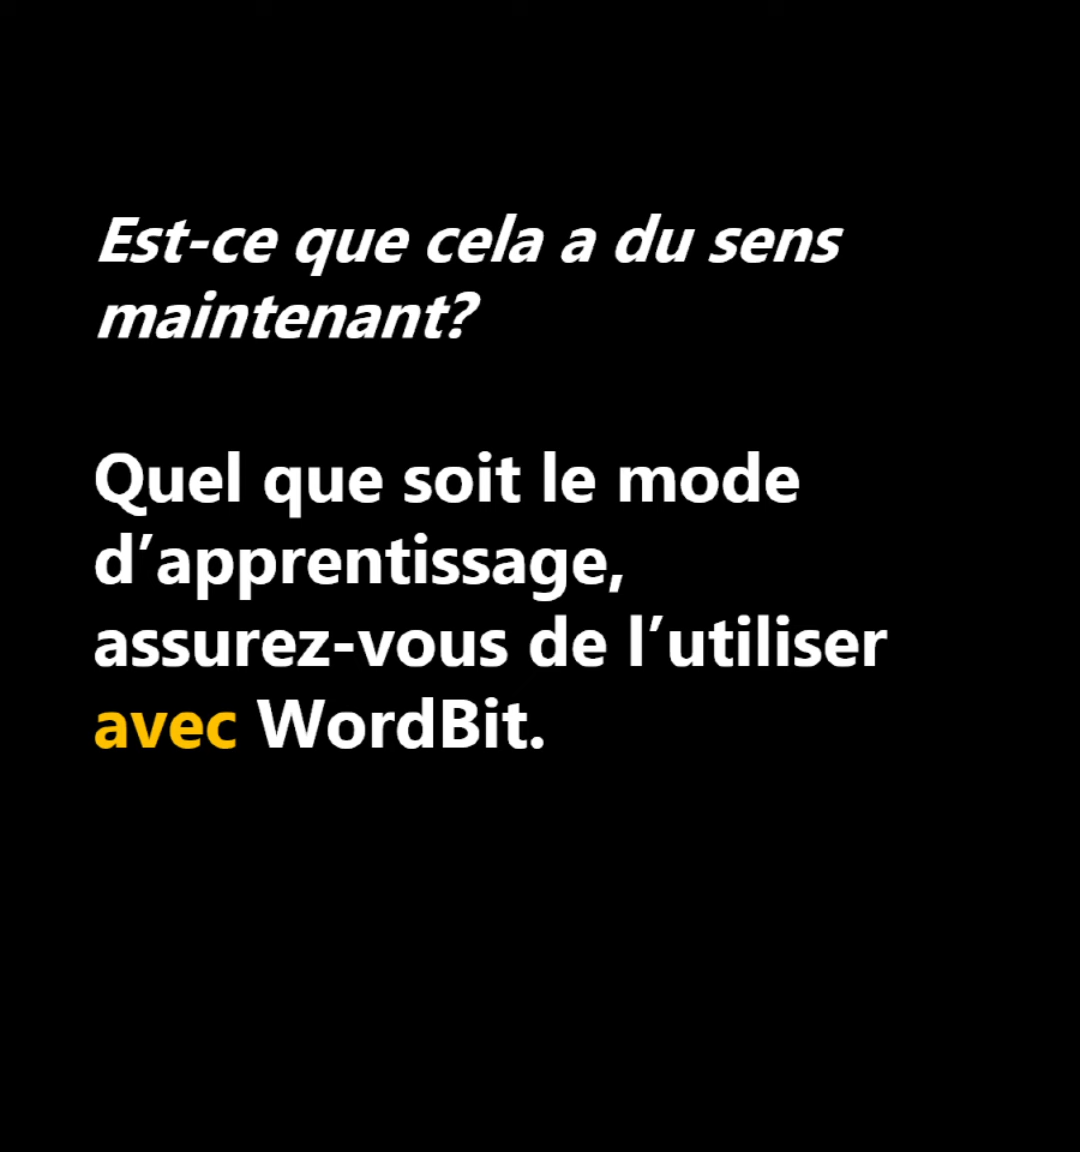 Est-ce que cela a du sens
maintenant?
Quel que soit le mode
d’apprentissage,
assurez-vous de l’utiliser
avec WordBit.